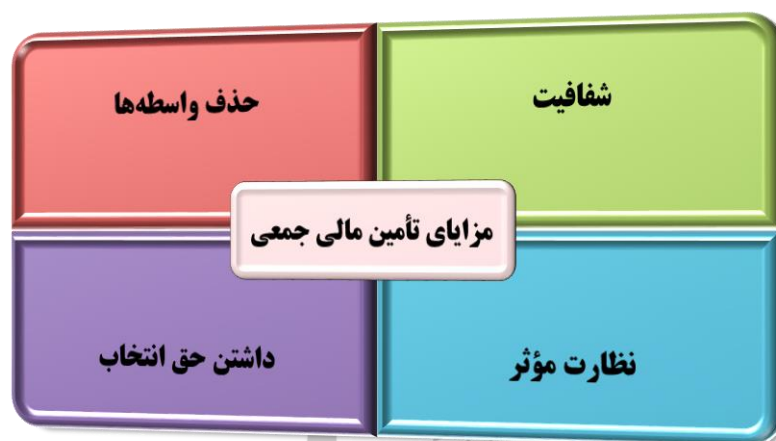 شفافیت
حذف واسطه‌ها
مزایای تأمین مالی جمعی
نظارت مؤثر
داشتن حق انتخاب